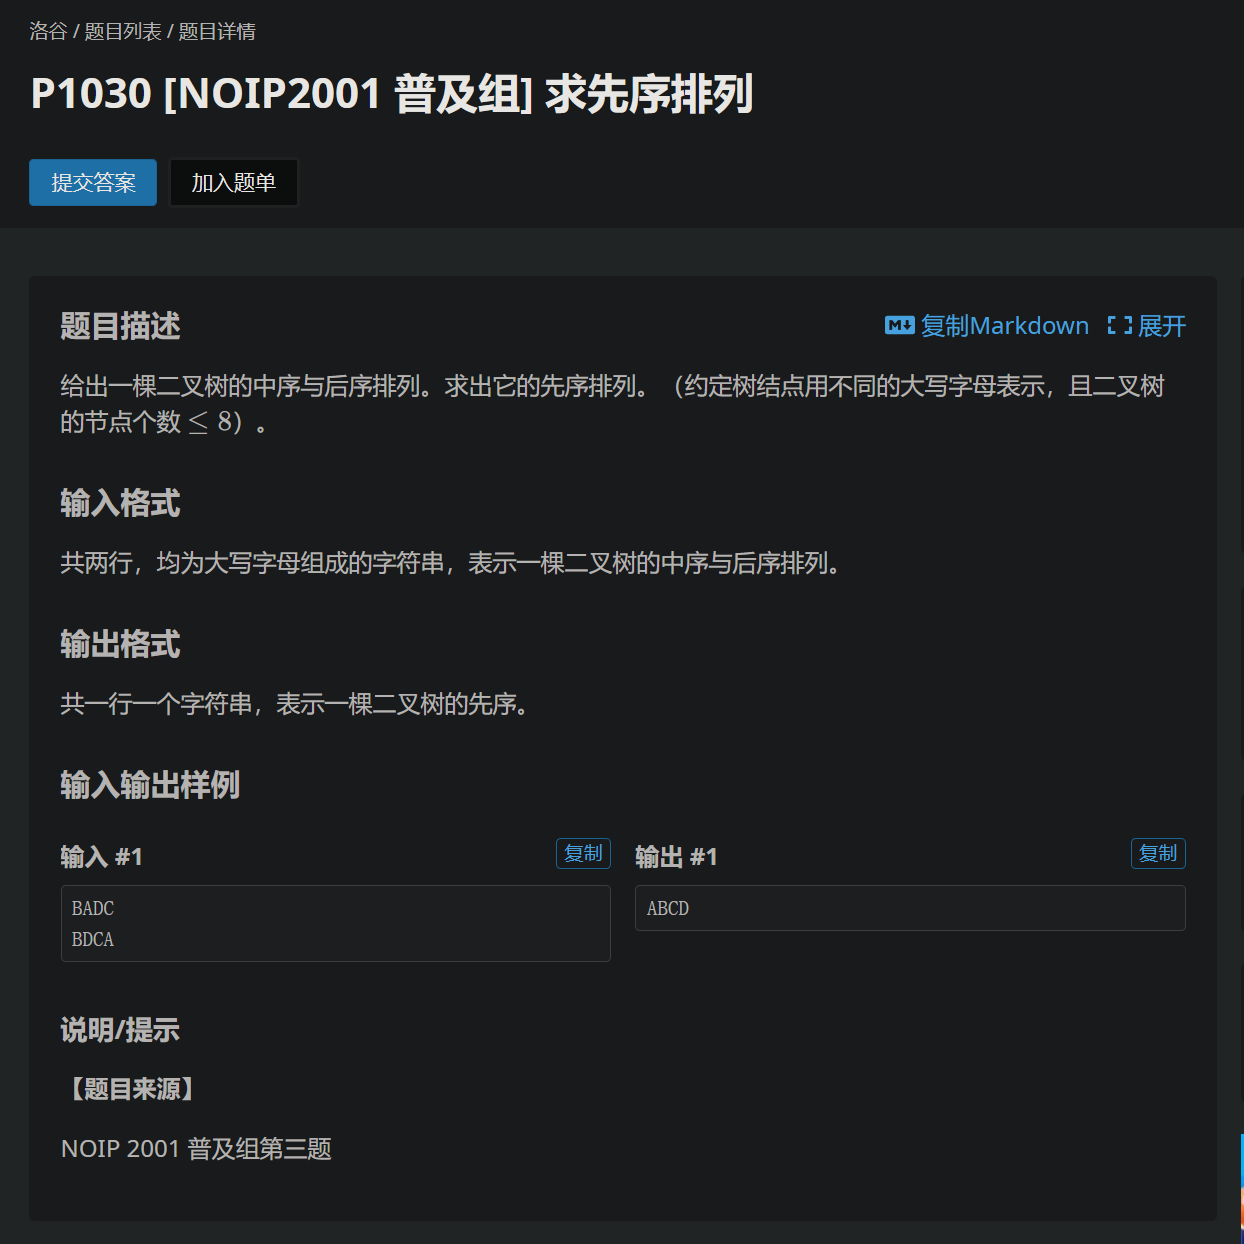 洛谷 / 题目列表 / 题目详情
P1030 [NOIP2001 普及组] 求先序排列
提交答案
加入题单
题目描述
M↓ 复制Markdown
展开
给出一棵二叉树的中序与后序排列。求出它的先序排列。（约定树结点用不同的大写字母表示，且二叉树
的节点个数 ≤ 8）。
输入格式
共两行，均为大写字母组成的字符串，表示一棵二叉树的中序与后序排列。
输出格式
共一行一个字符串，表示一棵二叉树的先序。
输入输出样例
输入 #1
复制
输出 #1
复制
BADC
BDCA
ABCD
说明/提示
【题目来源】
NOIP 2001 普及组第三题